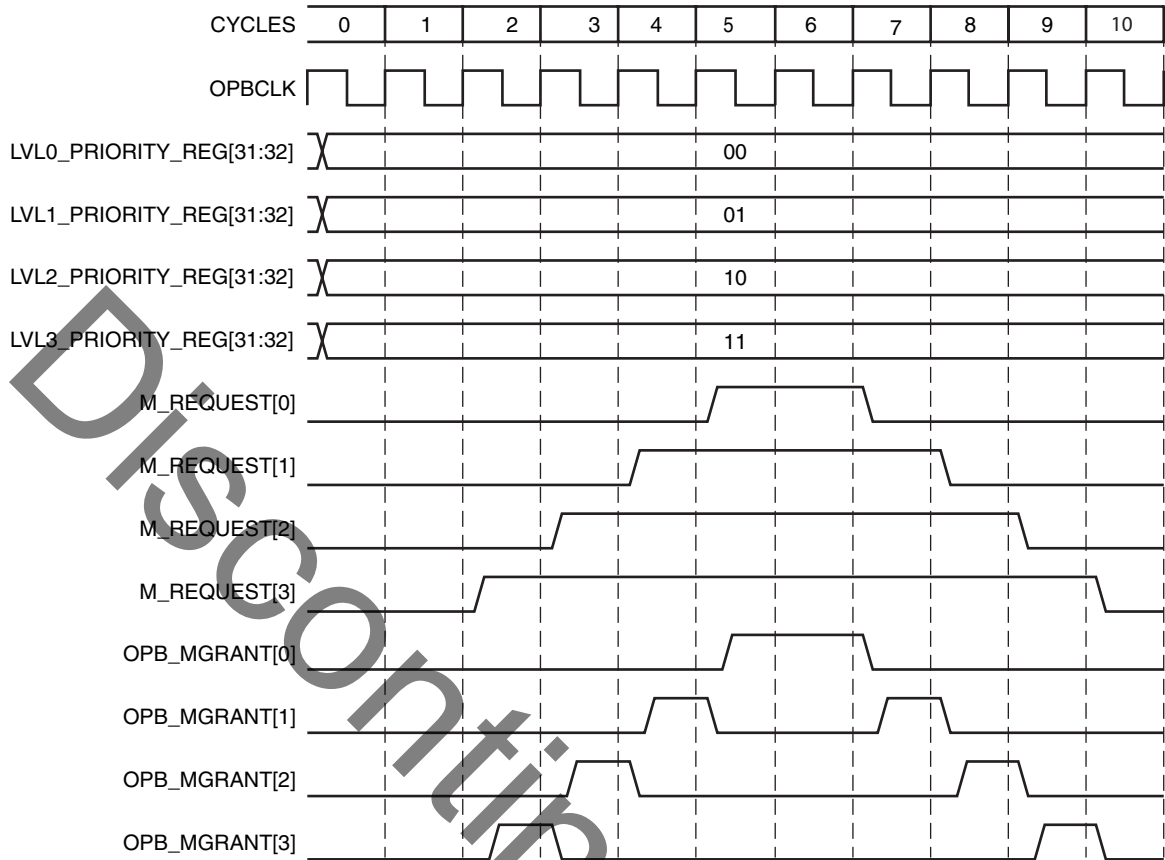 CYCLES 0 1 2 3 4 5 6 7 8 9 10
OPBCLK
LVL0_PRIORITY_REG[31:32] 00
LVL1_PRIORITY_REG[31:32] 01
LVL2_PRIORITY_REG[31:32] 10
LVL3_PRIORITY_REG[31:32] 11
M_REQUEST[0]
M_REQUEST[1]
M_REQUEST[2]
M_REQUEST[3]
OPB_MGRANT[0]
OPB_MGRANT[1]
OPB_MGRANT[2]
OPB_MGRANT[3]
Discontin